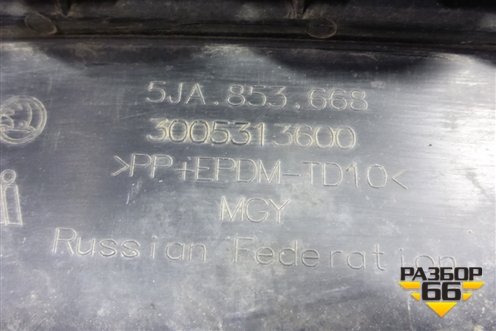 5JA.853.668
3005313600
>PP+EPDM-TD10<
MGY
Russian Federation
РАЗБОР
66